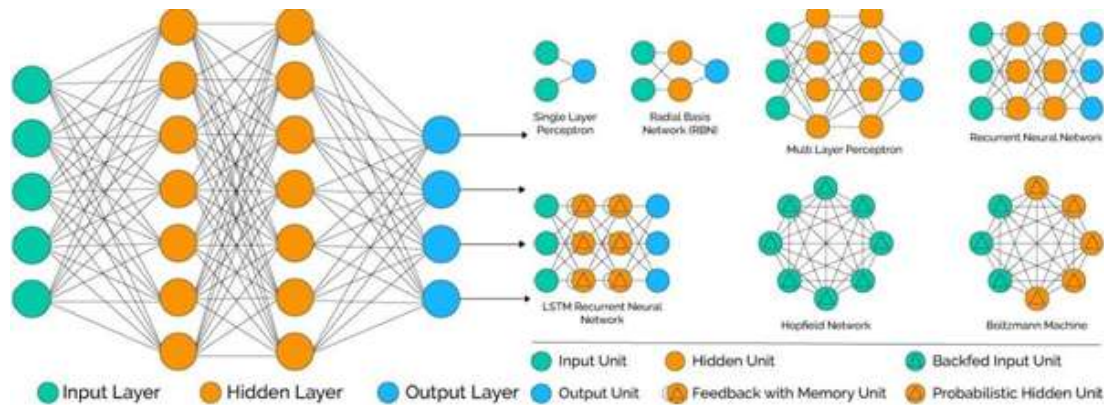 Single Layer
Perceptron
Radial Basis
Network (RBN)
Multi Layer Perceptron
Recurrent Neural Network
LSTM Recurrent Neural
Network
Hopfield Network
Boltzmann Machine
Input Layer
Hidden Layer
Output Layer
Input Unit
Hidden Unit
Backfed Input Unit
Output Unit
Feedback with Memory Unit
Probabilistic Hidden Unit